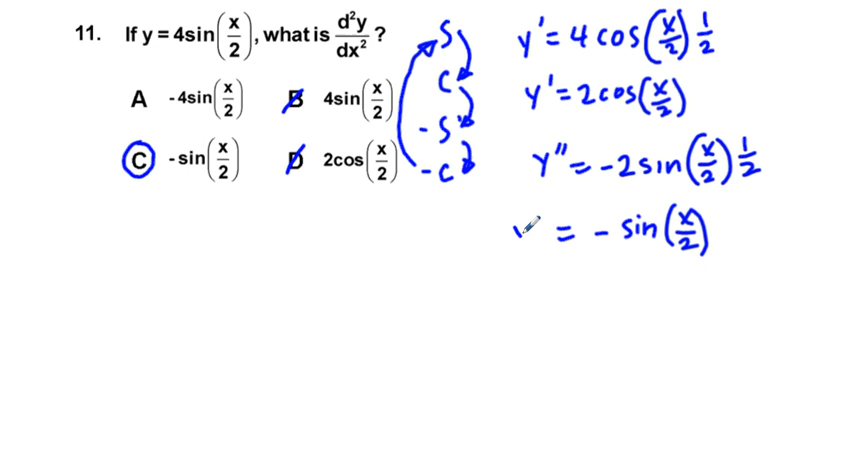 11. If y = 4sin(x/2), what is d²y/dx² ?
A -4sin(x/2) B 4sin(x/2)
C -sin(x/2) D 2cos(x/2)
S
C
-S
-C
y' = 4cos(x/2) 1/2
y' = 2cos(x/2)
y'' = -2sin(x/2) 1/2
= -sin(x/2)